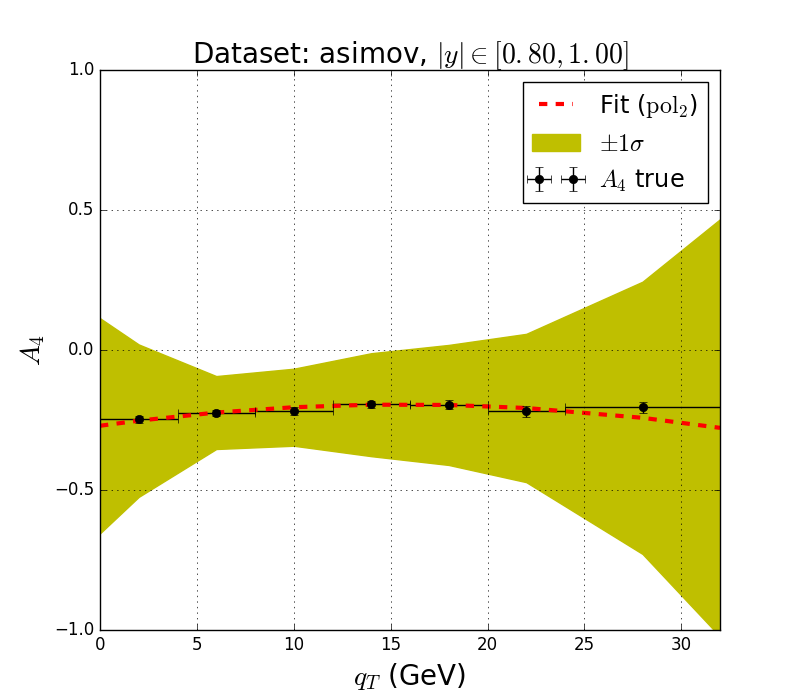 Dataset: asimov, |y| ∈ [0.80, 1.00]
1.0
0.5
0.0
−0.5
−1.0
A₄
Fit (pol₂)
±1σ
A₄ true
0 5 10 15 20 25 30
q_T (GeV)